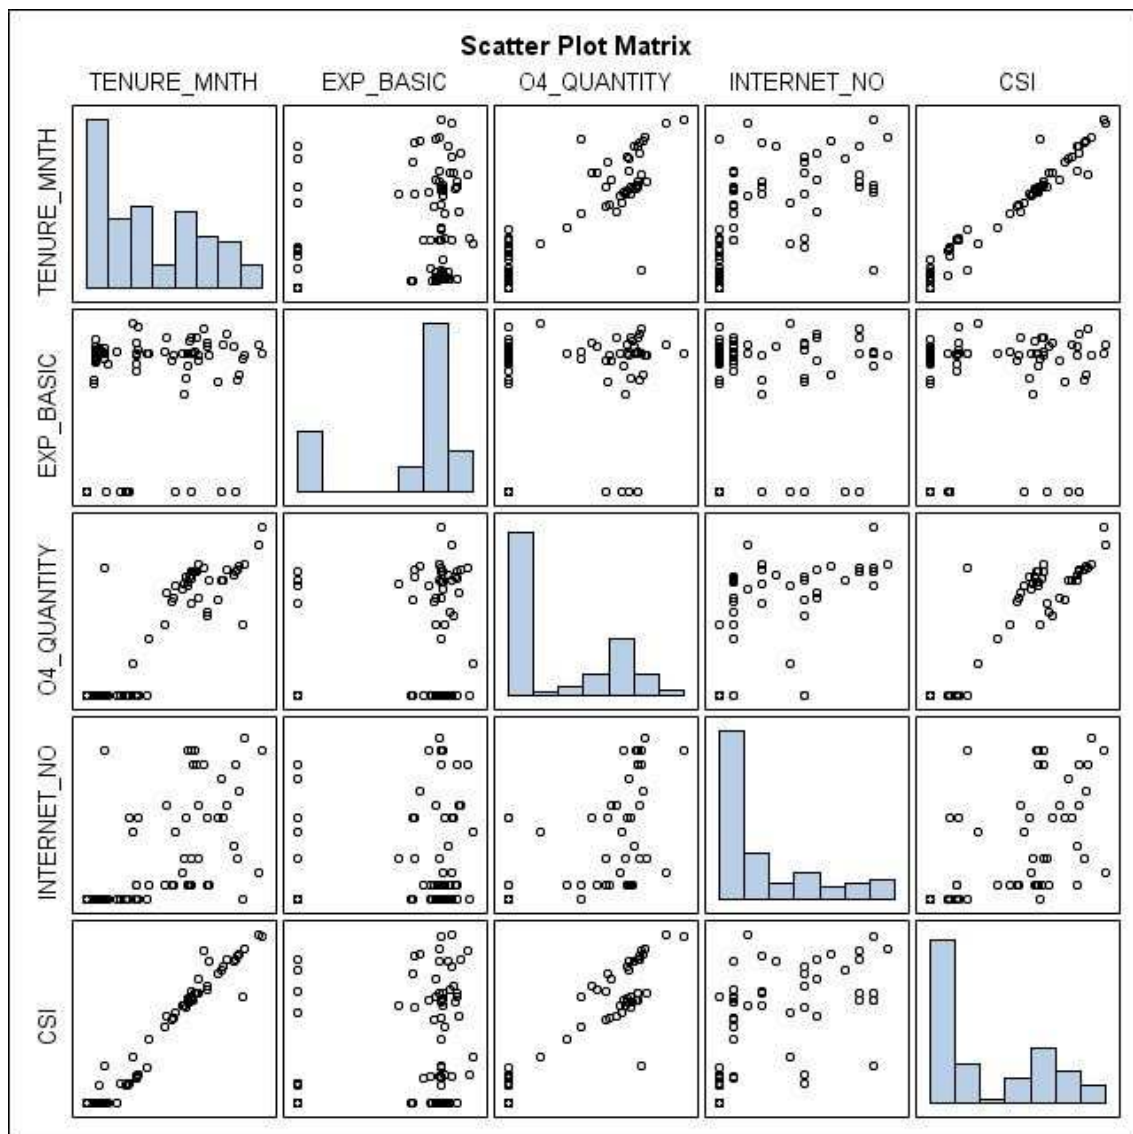 Scatter Plot Matrix
TENURE_MNTH EXP_BASIC O4_QUANTITY INTERNET_NO CSI
TENURE_MNTH
EXP_BASIC
O4_QUANTITY
INTERNET_NO
CSI